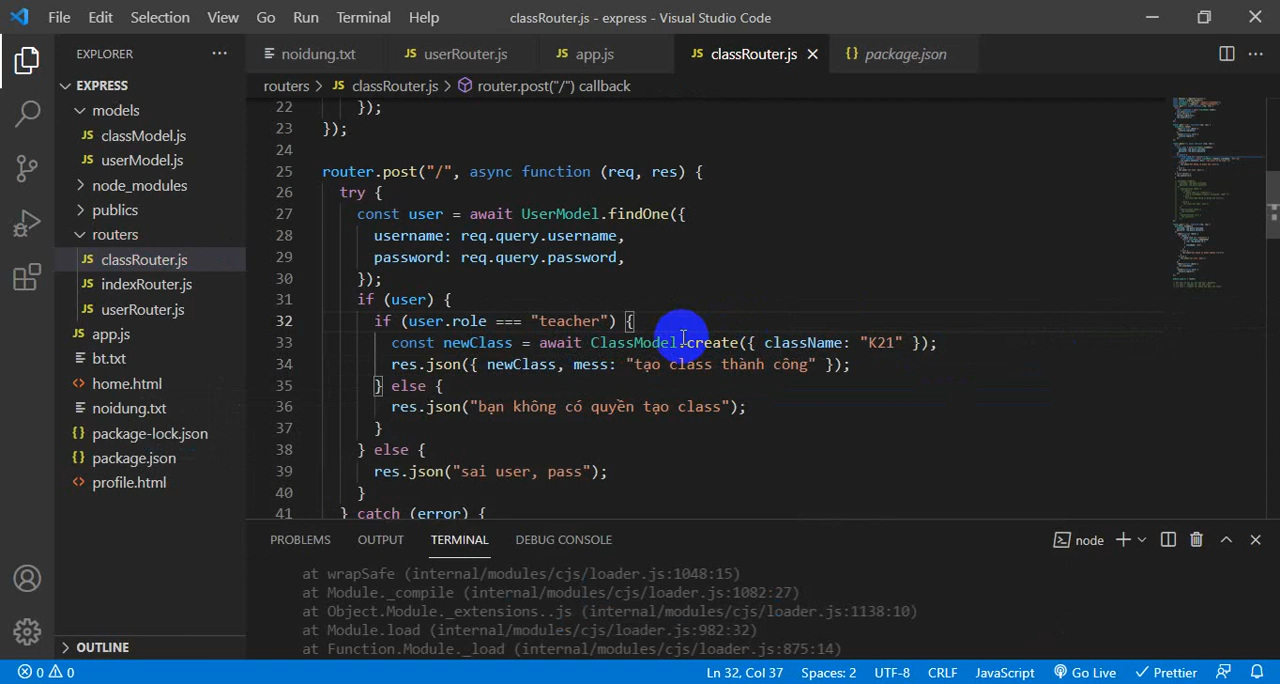 File Edit Selection View Go Run Terminal Help classRouter.js - express - Visual Studio Code
EXPLORER ···
noidung.txt JS userRouter.js JS app.js JS classRouter.js {} package.json ···
EXPRESS
models
JS classModel.js
JS userModel.js
node_modules
publics
routers
JS classRouter.js
JS indexRouter.js
JS userRouter.js
JS app.js
bt.txt
<> home.html
noidung.txt
{} package-lock.json
{} package.json
<> profile.html
OUTLINE
routers > JS classRouter.js > router.post("/") callback
22 });
23 });
24
25 router.post("/", async function (req, res) {
26 try {
27 const user = await UserModel.findOne({
28 username: req.query.username,
29 password: req.query.password,
30 });
31 if (user) {
32 if (user.role === "teacher") {
33 const newClass = await ClassModel.create({ className: "K21" });
34 res.json({ newClass, mess: "tạo class thành công" });
35 } else {
36 res.json("bạn không có quyền tạo class");
37 }
38 } else {
39 res.json("sai user, pass");
40 }
41 } catch (error) {
PROBLEMS OUTPUT TERMINAL DEBUG CONSOLE node
at wrapSafe (internal/modules/cjs/loader.js:1048:15)
at Module._compile (internal/modules/cjs/loader.js:1082:27)
at Object.Module._extensions..js (internal/modules/cjs/loader.js:1138:10)
at Module.load (internal/modules/cjs/loader.js:982:32)
at Function.Module._load (internal/modules/cjs/loader.js:875:14)
0 0 Ln 32, Col 37 Spaces: 2 UTF-8 CRLF JavaScript Go Live Prettier